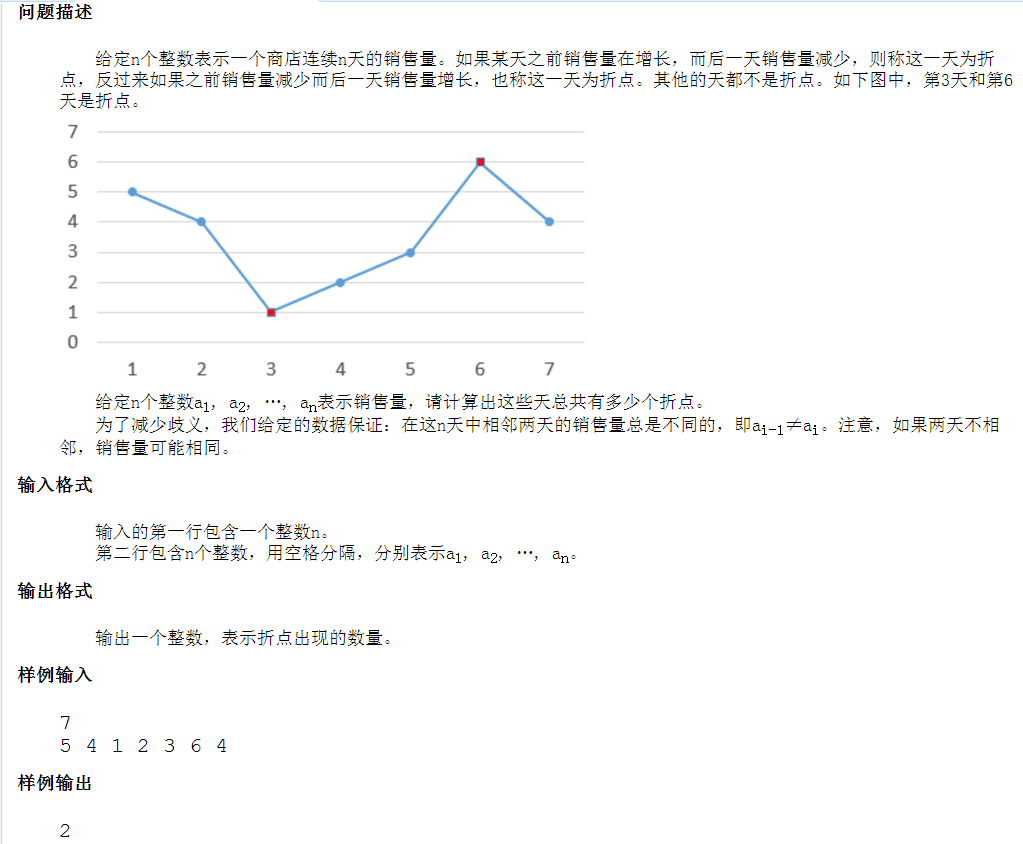 问题描述
给定n个整数表示一个商店连续n天的销售量。如果某天之前销售量在增长，而后一天销售量减少，则称这一天为折
点，反过来如果之前销售量减少而后一天销售量增长，也称这一天为折点。其他的天都不是折点。如下图中，第3天和第6
天是折点。
7
6
5
4
3
2
1
0
1 2 3 4 5 6 7
给定n个整数a1, a2, …, an表示销售量，请计算出这些天总共有多少个折点。
为了减少歧义，我们给定的数据保证：在这n天中相邻两天的销售量总是不同的，即ai-1≠ai。注意，如果两天不相
邻，销售量可能相同。
输入格式
输入的第一行包含一个整数n。
第二行包含n个整数，用空格分隔，分别表示a1, a2, …, an。
输出格式
输出一个整数，表示折点出现的数量。
样例输入
7
5 4 1 2 3 6 4
样例输出
2